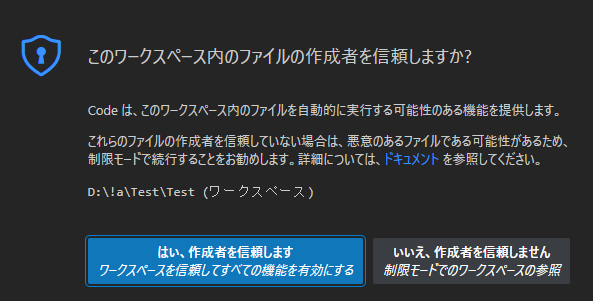 このワークスペース内のファイルの作成者を信頼しますか?
Code は、このワークスペース内のファイルを自動的に実行する可能性のある機能を提供します。
これらのファイルの作成者を信頼していない場合は、悪意のあるファイルである可能性があるため、
制限モードで続行することをお勧めします。詳細については、ドキュメント を参照してください。
D:\!a\Test\Test (ワークスペース)
はい、作成者を信頼します
ワークスペースを信頼してすべての機能を有効にする
いいえ、作成者を信頼しません
制限モードでのワークスペースの参照